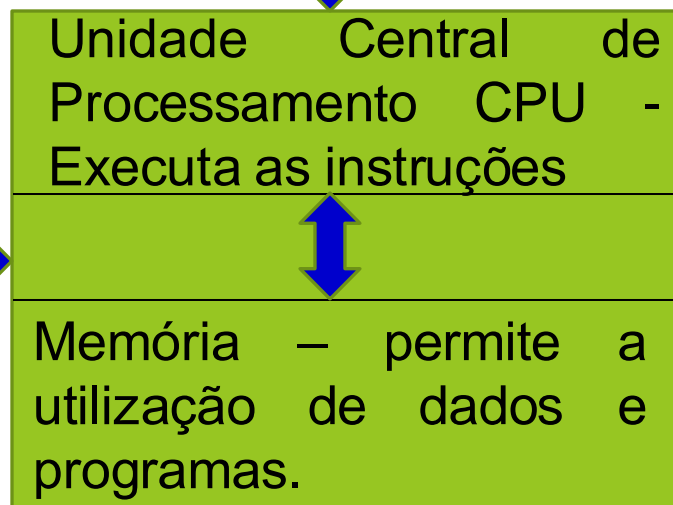 Unidade Central de
Processamento CPU -
Executa as instruções
Memória – permite a
utilização de dados e
programas.